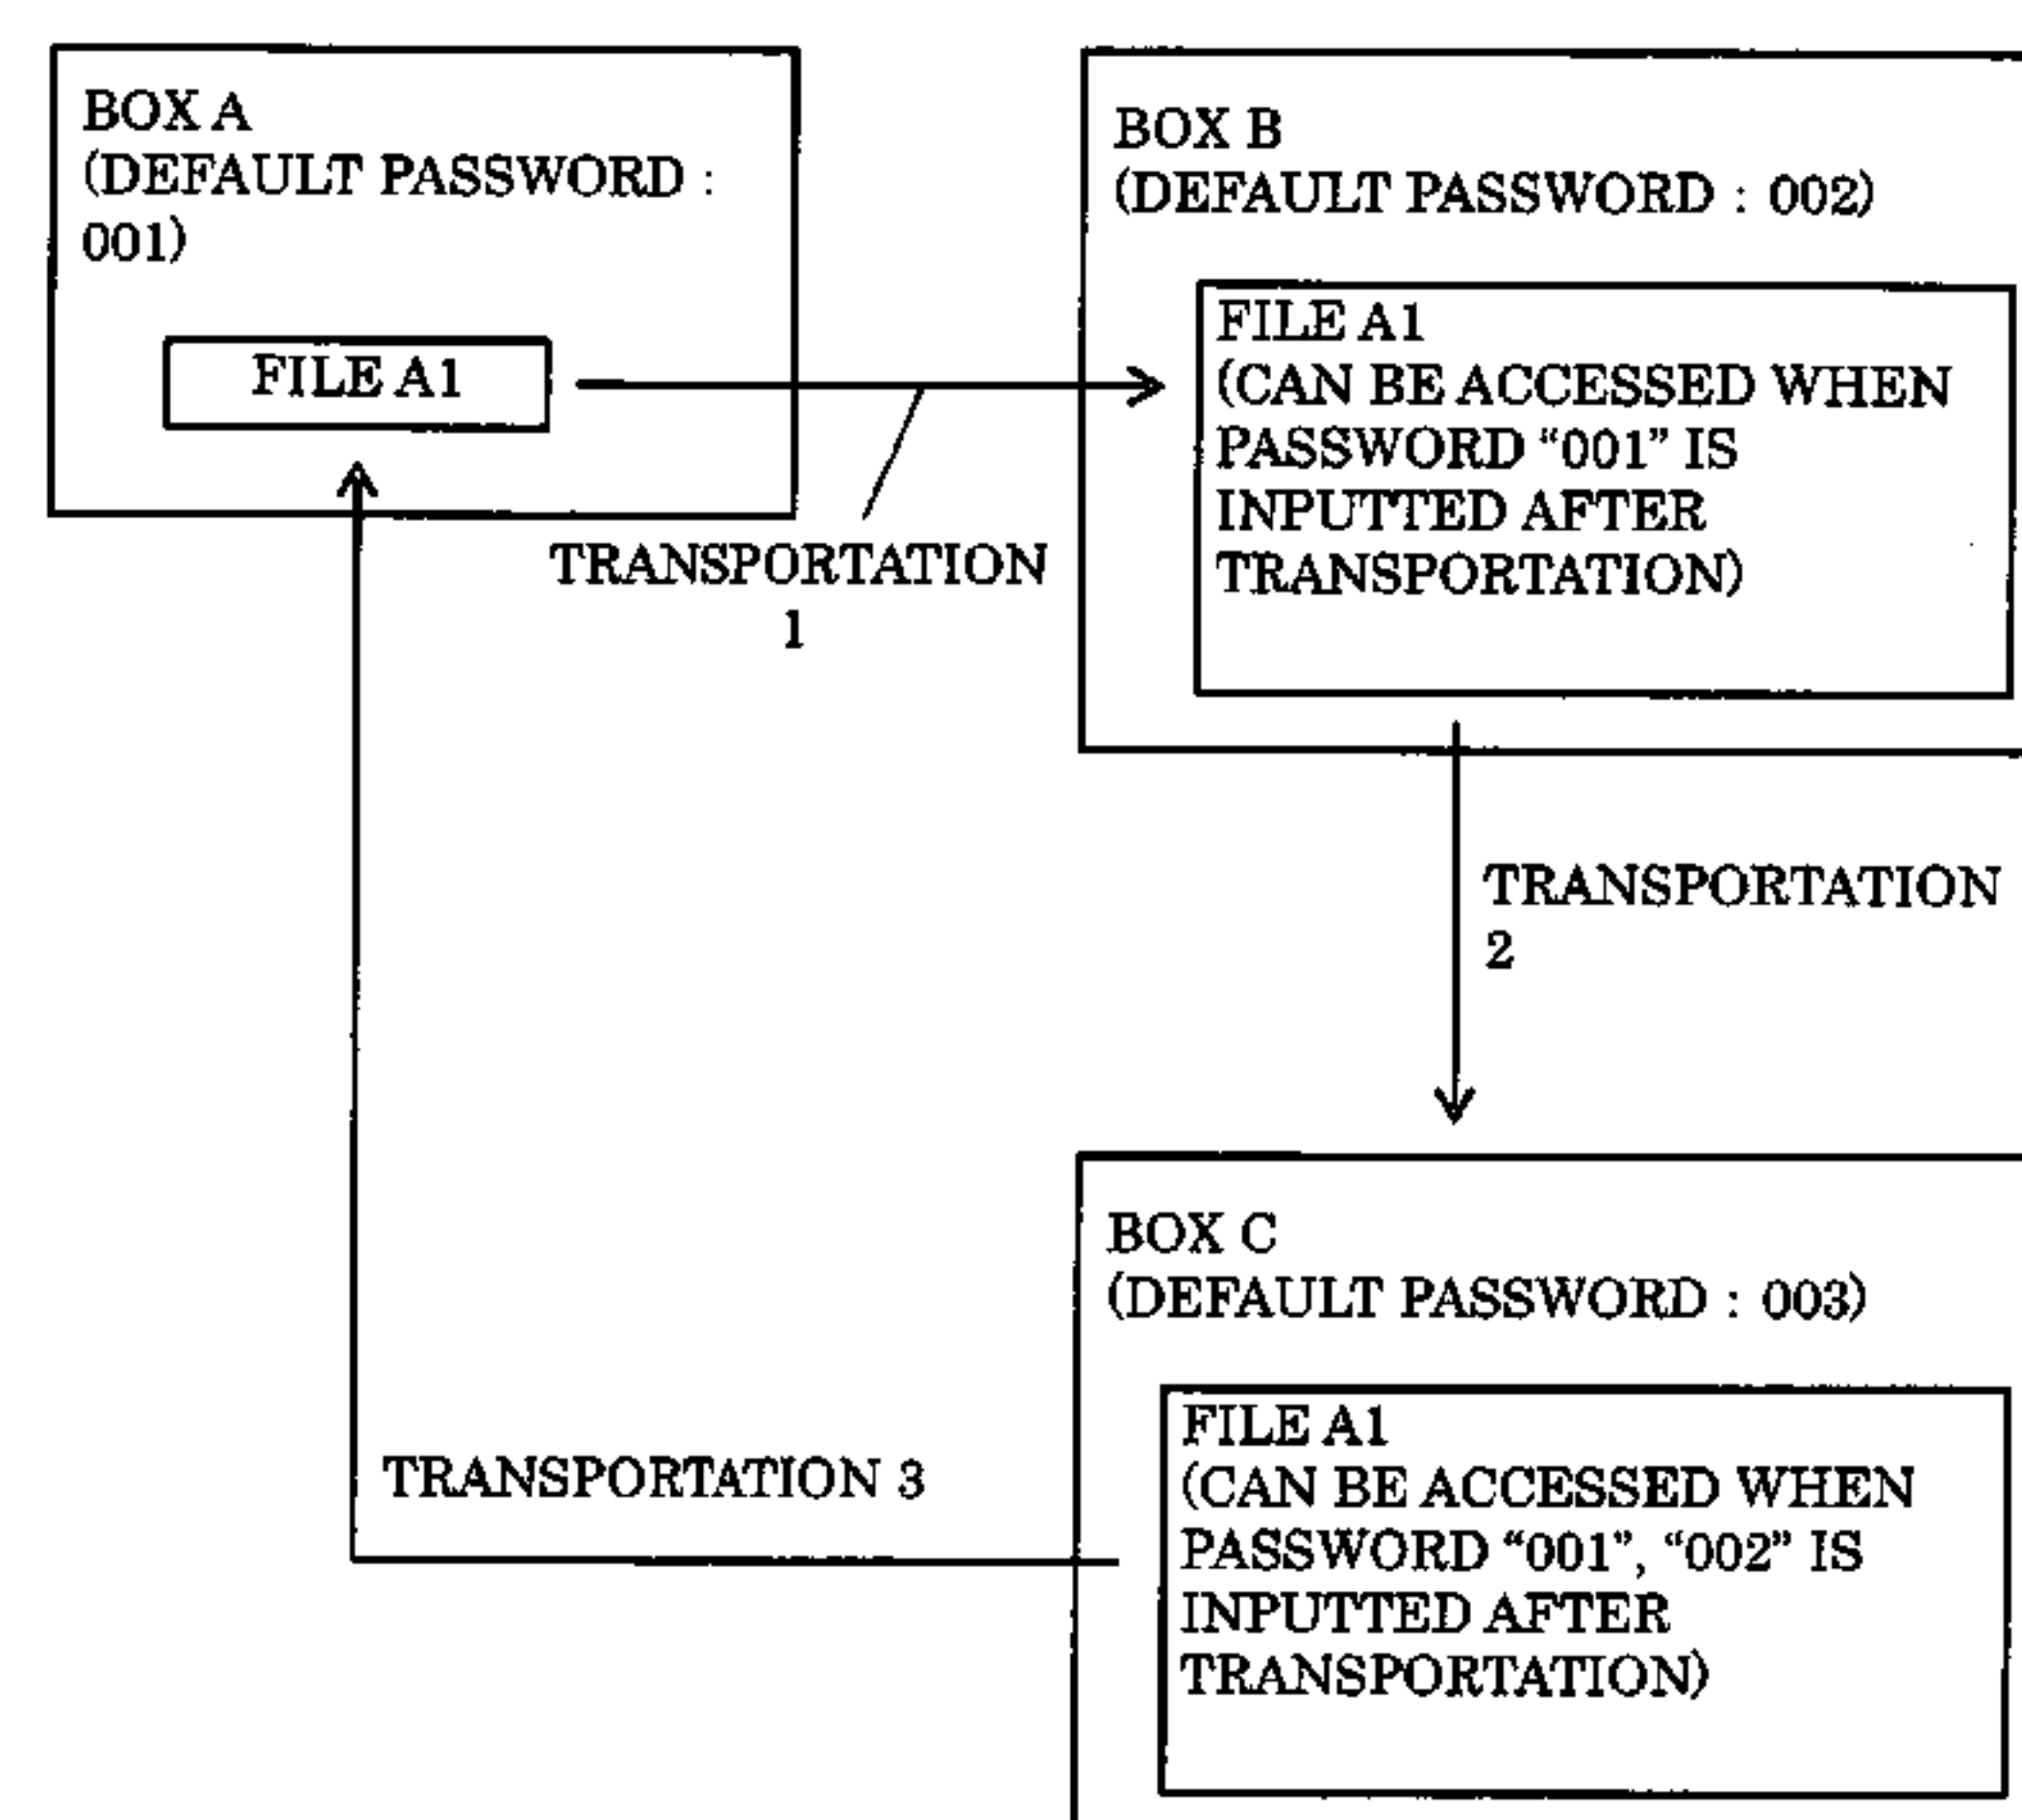 BOX A
(DEFAULT PASSWORD :
001)
FILE A1
TRANSPORTATION
1
BOX B
(DEFAULT PASSWORD : 002)
FILE A1
(CAN BE ACCESSED WHEN
PASSWORD “001” IS
INPUTTED AFTER
TRANSPORTATION)
TRANSPORTATION
2
BOX C
(DEFAULT PASSWORD : 003)
FILE A1
(CAN BE ACCESSED WHEN
PASSWORD “001”, “002” IS
INPUTTED AFTER
TRANSPORTATION)
TRANSPORTATION 3